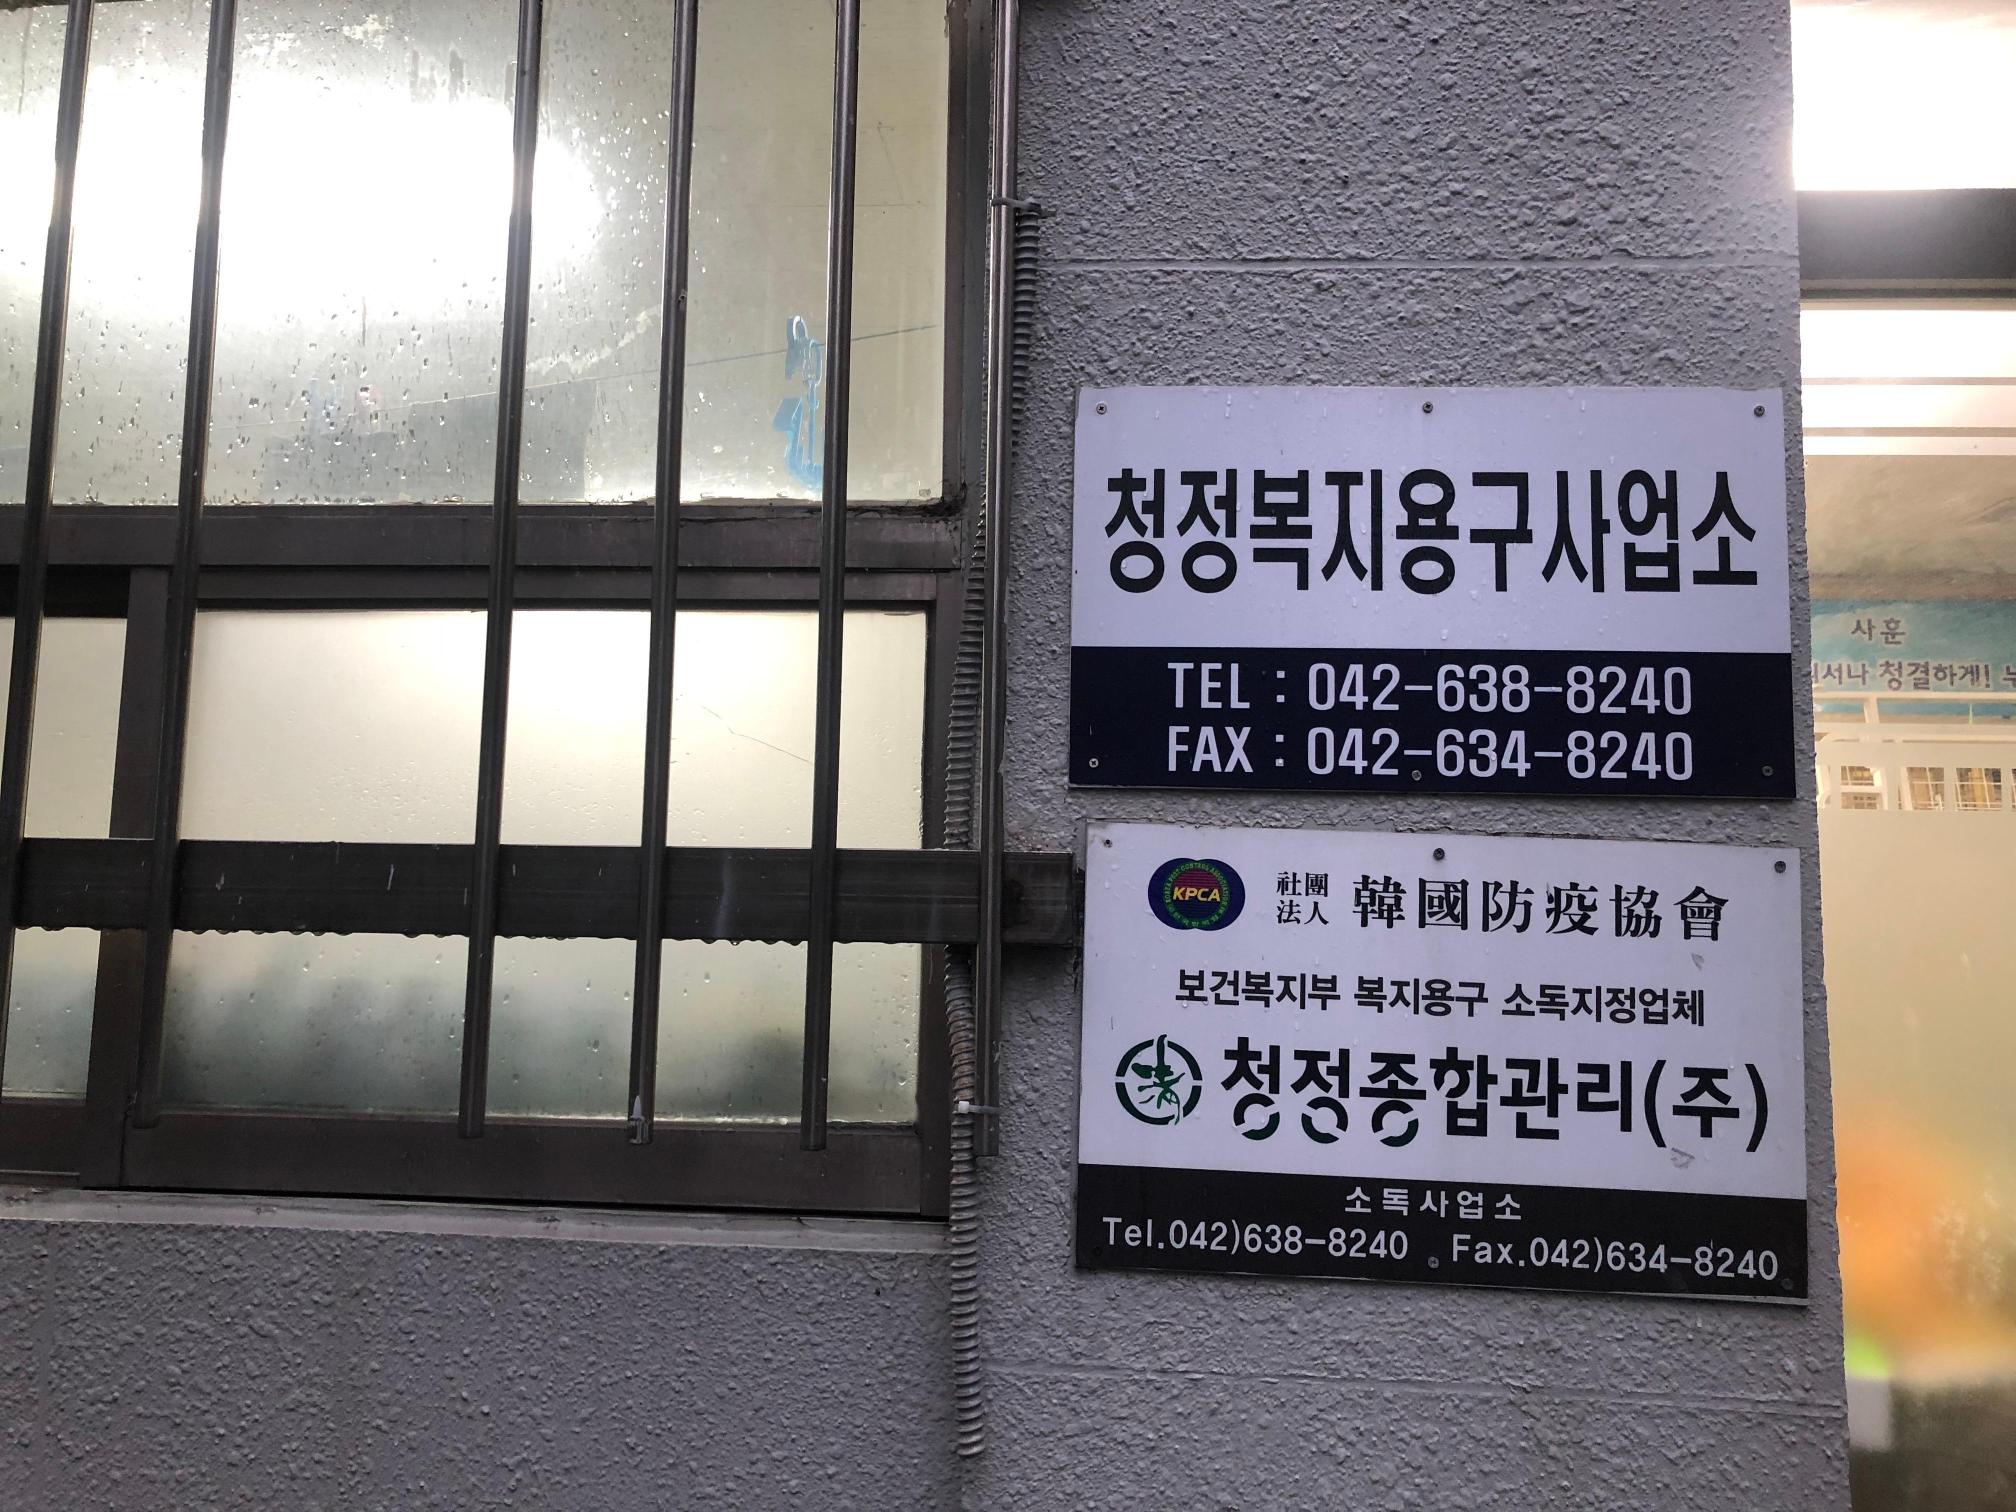 청정복지용구사업소
TEL : 042-638-8240
FAX : 042-634-8240
KPCA
社團
法人
韓國防疫協會
보건복지부 복지용구 소독지정업체
淸
청정종합관리(주)
소독사업소
Tel.042)638-8240 Fax.042)634-8240
사훈
서나 청결하게!